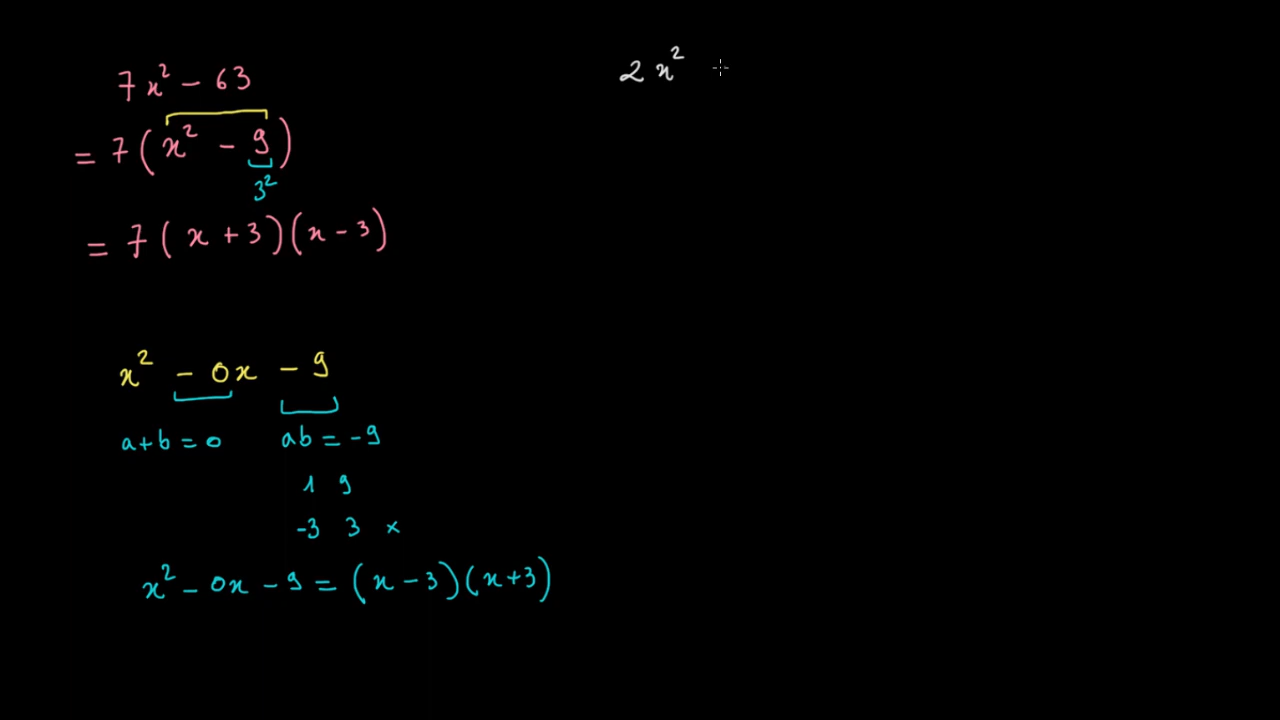 7x² - 63
= 7(x² - 9)
3²
= 7(x + 3)(x - 3)
x² - 0x - 9
a+b = 0 ab = -9
1 9
-3 3 ×
x² - 0x - 9 = (x - 3)(x + 3)
2x²